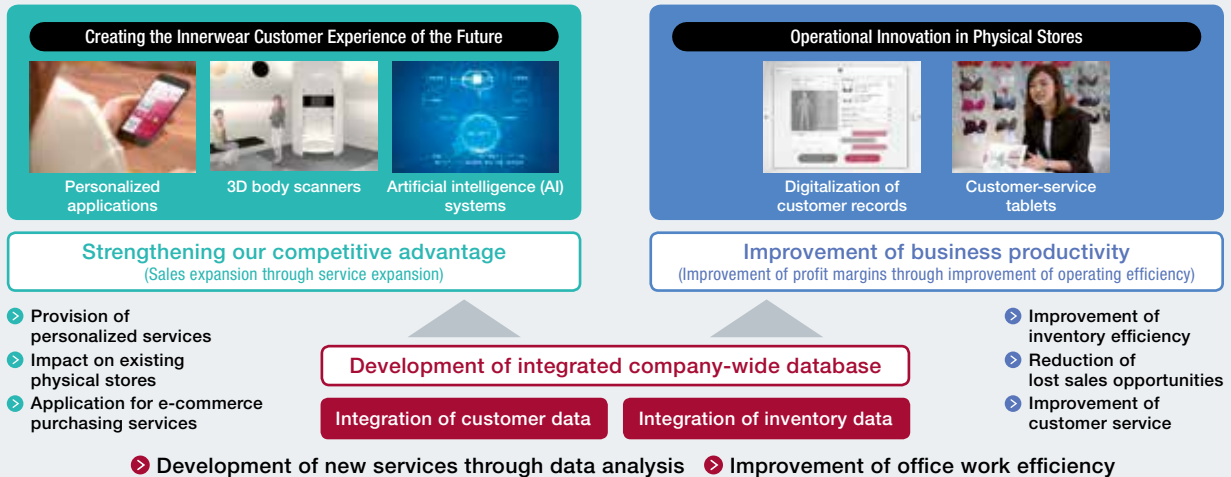 Creating the Innerwear Customer Experience of the Future
Personalized
applications
3D body scanners
Artificial intelligence (AI)
systems
Strengthening our competitive advantage
(Sales expansion through service expansion)
Provision of
personalized services
Impact on existing
physical stores
Application for e-commerce
purchasing services
Operational Innovation in Physical Stores
Digitalization of
customer records
Customer-service
tablets
Improvement of business productivity
(Improvement of profit margins through improvement of operating efficiency)
Improvement of
inventory efficiency
Reduction of
lost sales opportunities
Improvement of
customer service
Development of integrated company-wide database
Integration of customer data
Integration of inventory data
Development of new services through data analysis
Improvement of office work efficiency